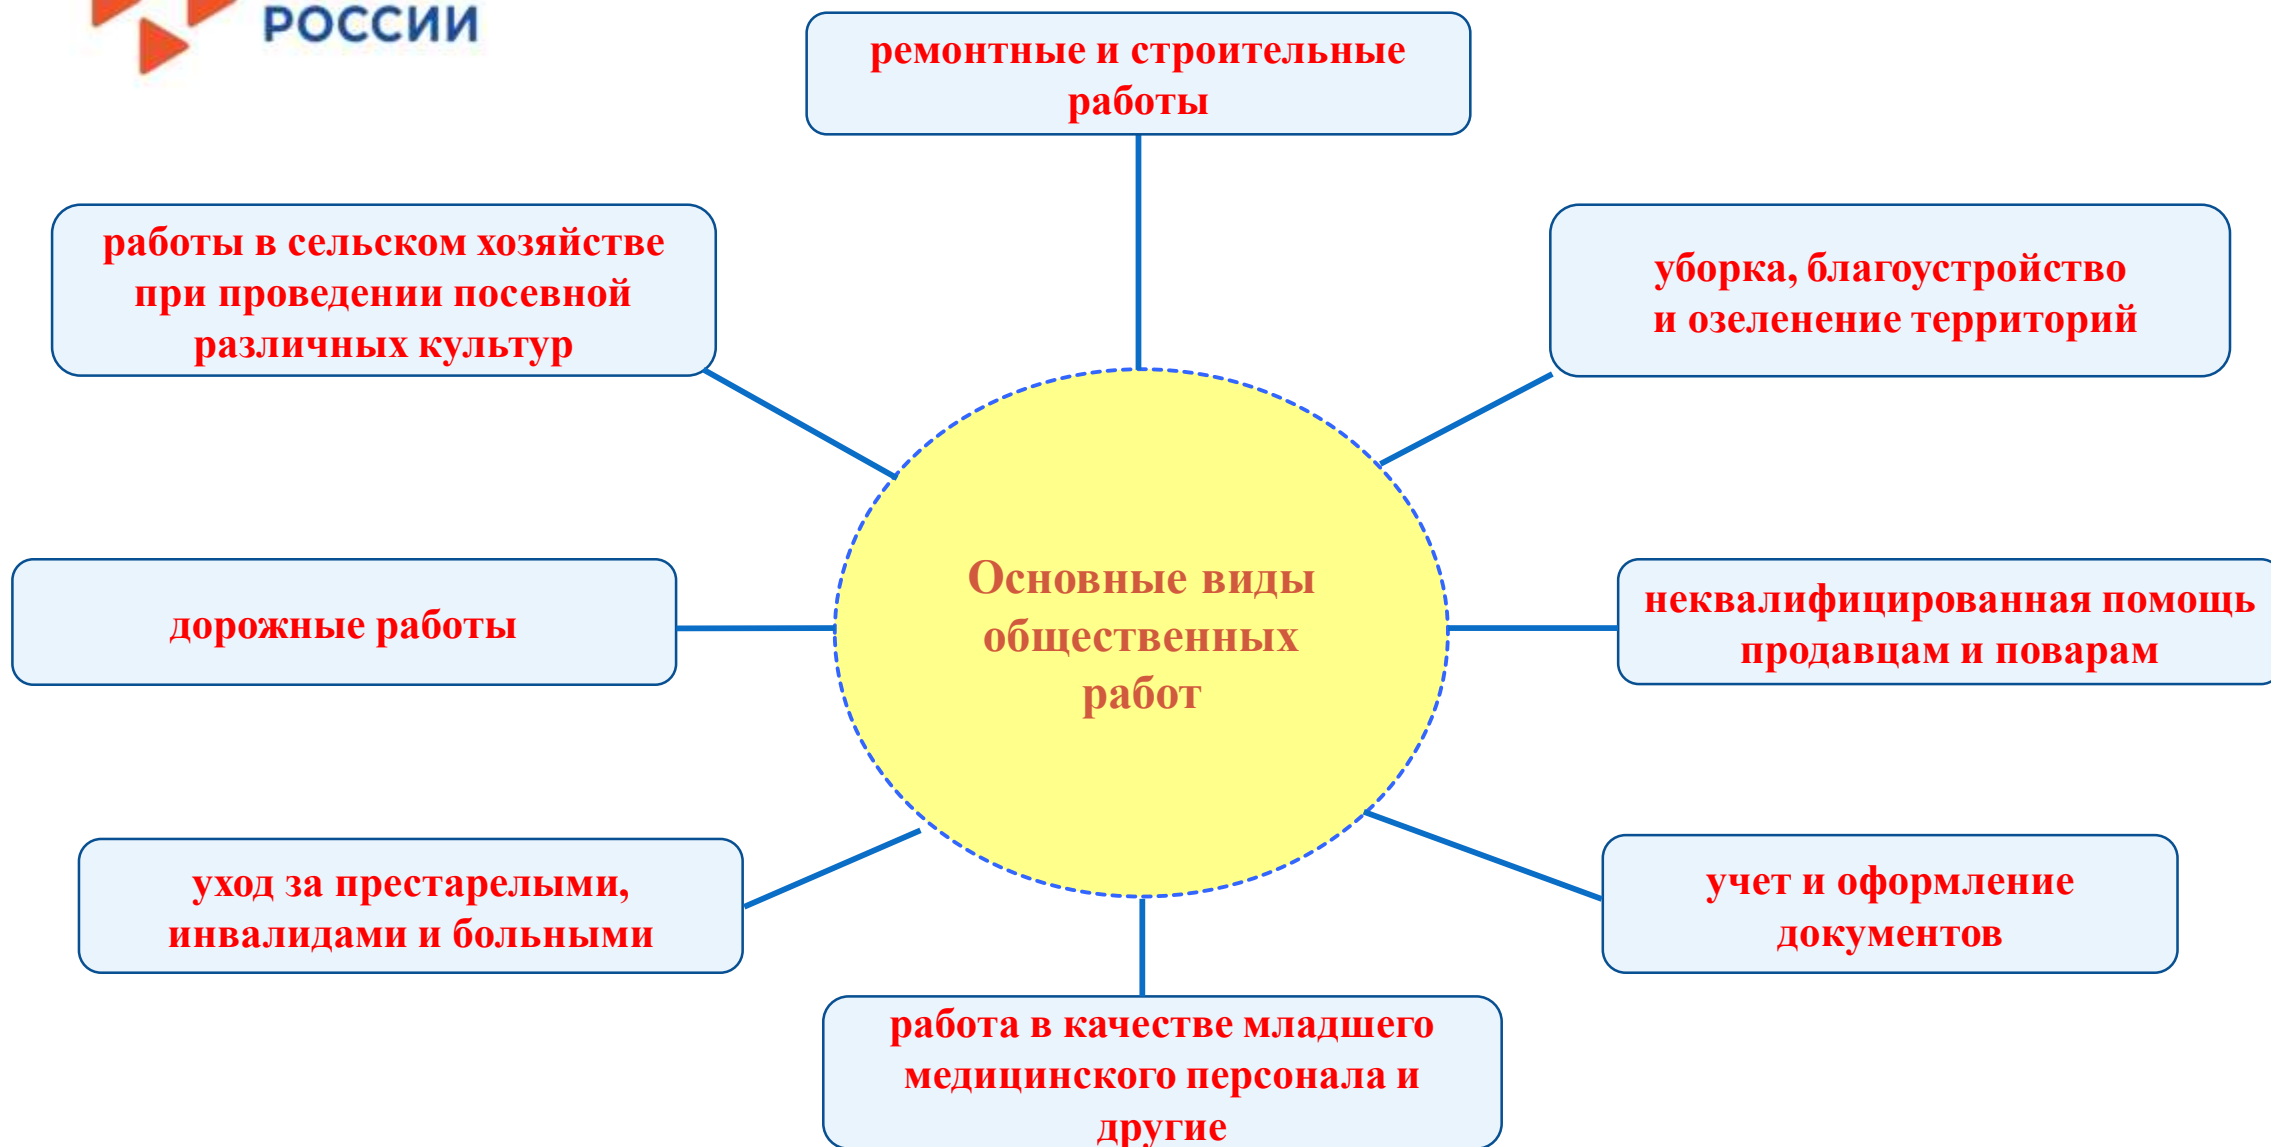 РОССИИ
ремонтные и строительные
работы
работы в сельском хозяйстве
при проведении посевной
различных культур
уборка, благоустройство
и озеленение территорий
дорожные работы
Основные виды
общественных
работ
неквалифицированная помощь
продавцам и поварам
уход за престарелыми,
инвалидами и больными
учет и оформление
документов
работа в качестве младшего
медицинского персонала и
другие